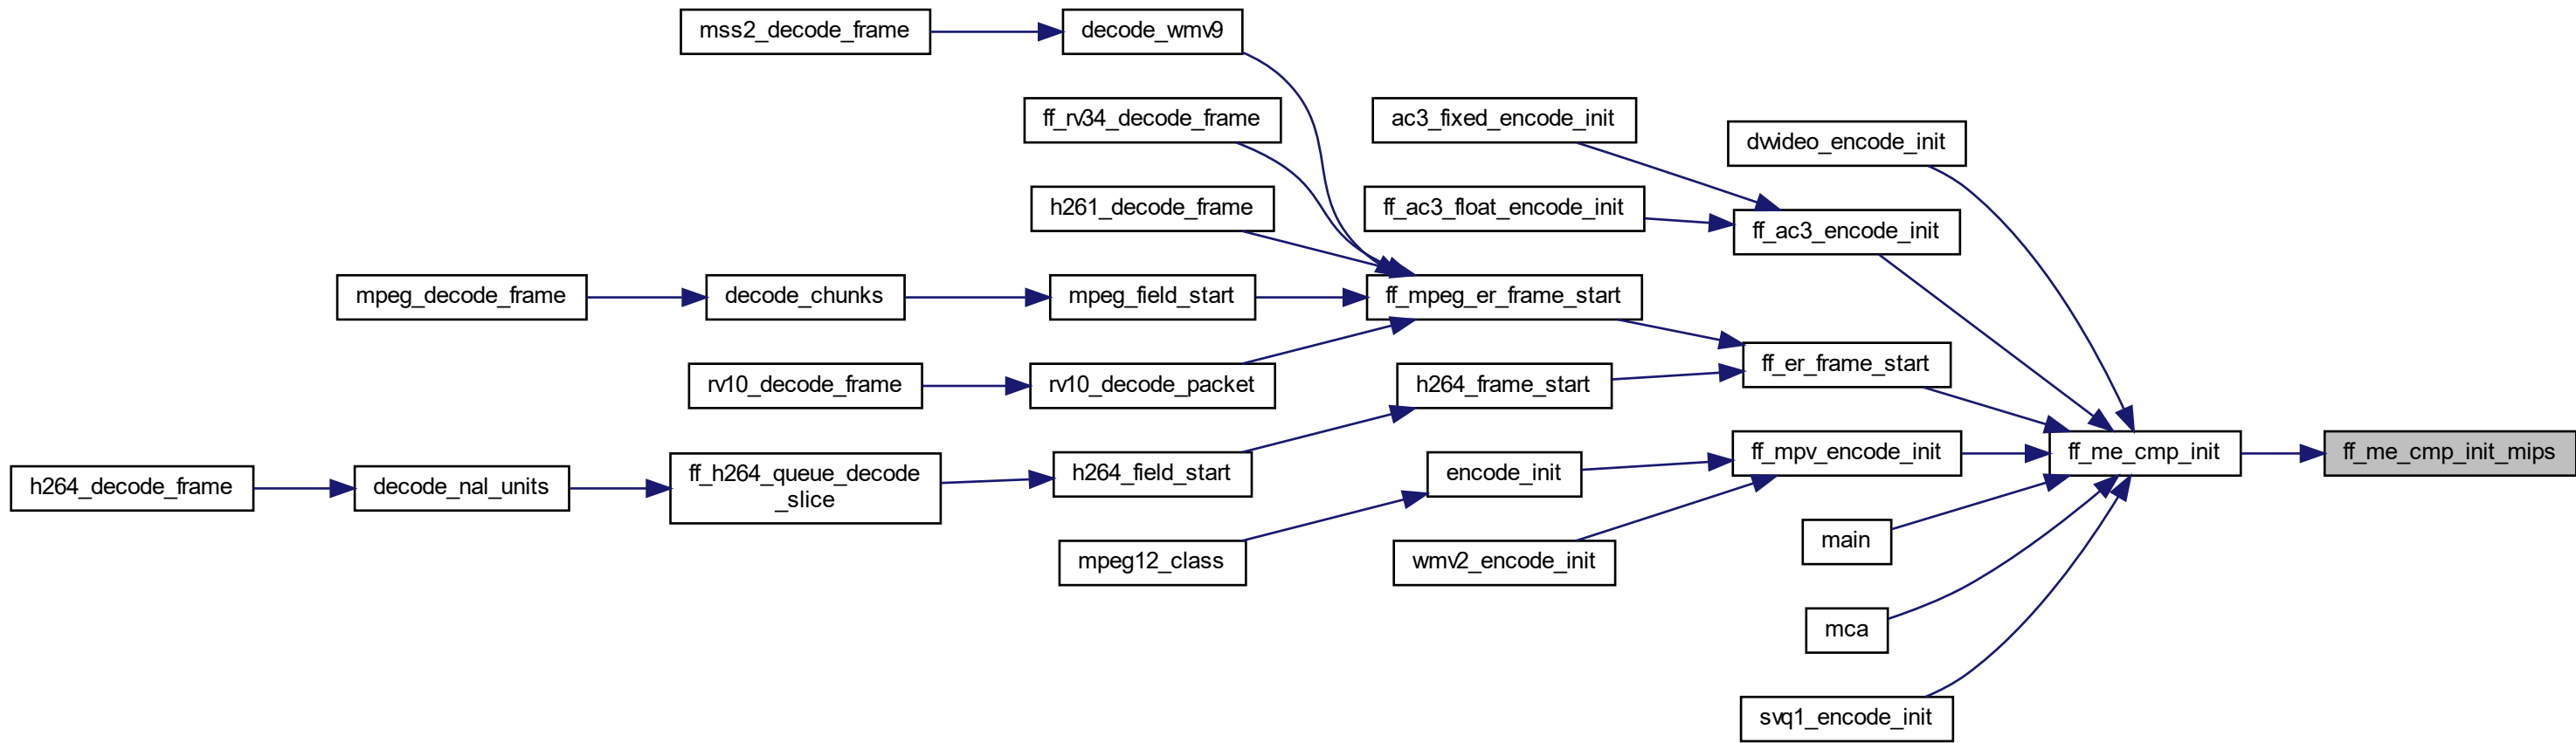 mss2_decode_frame
decode_wmv9
ff_rv34_decode_frame
ac3_fixed_encode_init
dvvideo_encode_init
h261_decode_frame
ff_ac3_float_encode_init
ff_ac3_encode_init
mpeg_decode_frame
decode_chunks
mpeg_field_start
ff_mpeg_er_frame_start
rv10_decode_frame
rv10_decode_packet
h264_frame_start
ff_er_frame_start
h264_decode_frame
decode_nal_units
ff_h264_queue_decode
_slice
h264_field_start
encode_init
ff_mpv_encode_init
ff_me_cmp_init
ff_me_cmp_init_mips
mpeg12_class
wmv2_encode_init
main
mca
svq1_encode_init